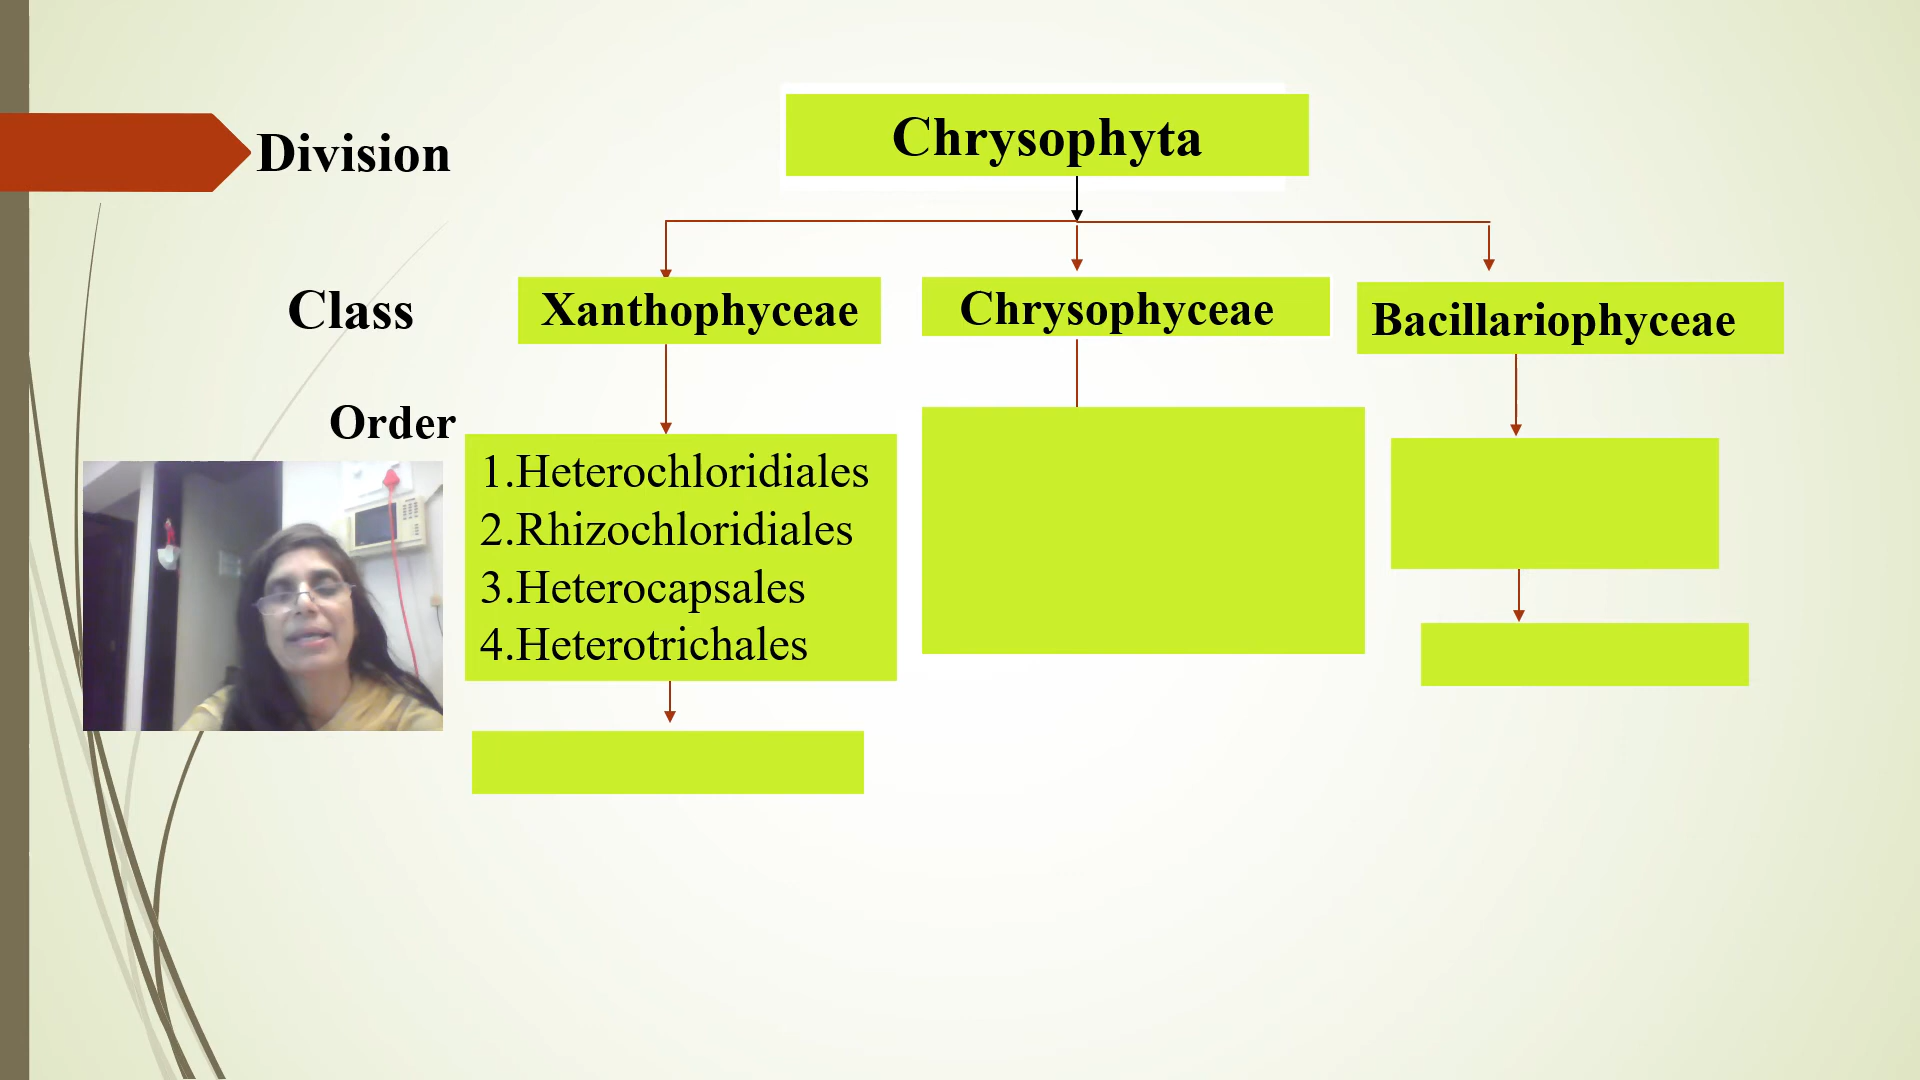 Division
Chrysophyta
Class
Xanthophyceae
Chrysophyceae
Bacillariophyceae
Order
1.Heterochloridiales
2.Rhizochloridiales
3.Heterocapsales
4.Heterotrichales